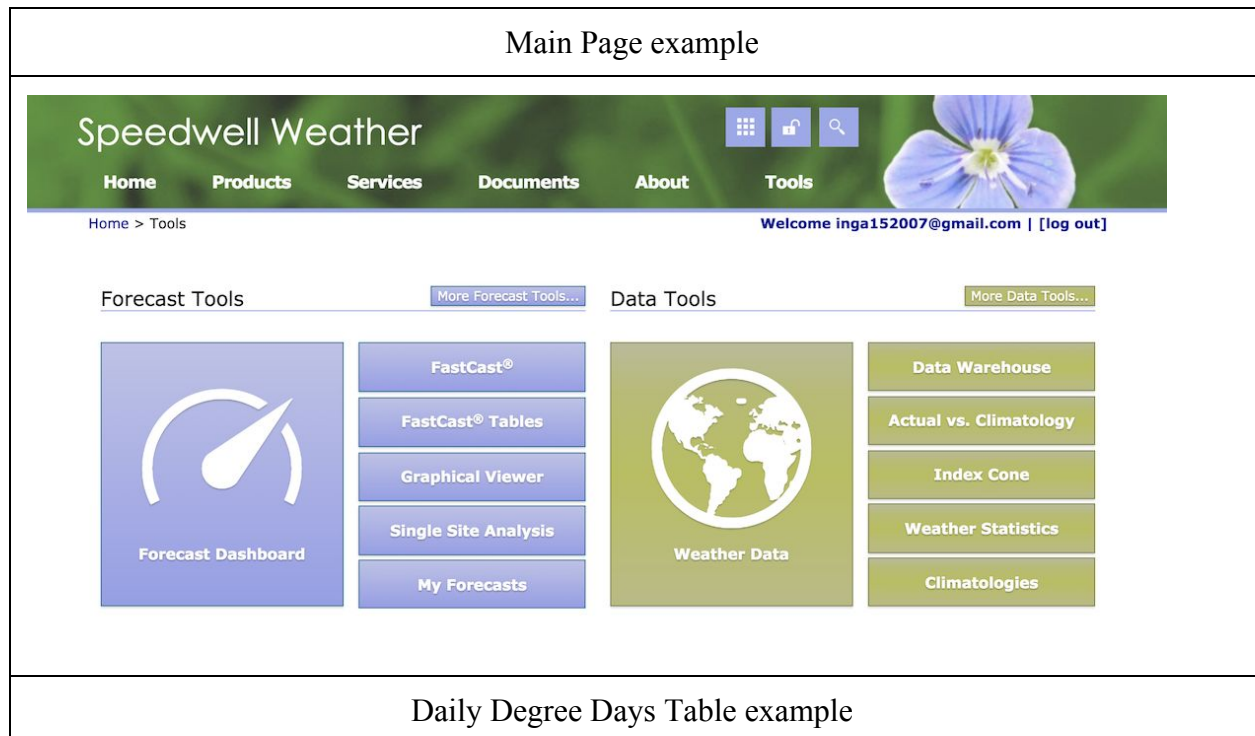 Main Page example
Speedwell Weather
Home Products Services Documents About Tools
Home > Tools
Welcome inga152007@gmail.com | [log out]
Forecast Tools
More Forecast Tools...
Data Tools
More Data Tools...
Forecast Dashboard
FastCast®
FastCast® Tables
Graphical Viewer
Single Site Analysis
My Forecasts
Weather Data
Data Warehouse
Actual vs. Climatology
Index Cone
Weather Statistics
Climatologies
Daily Degree Days Table example